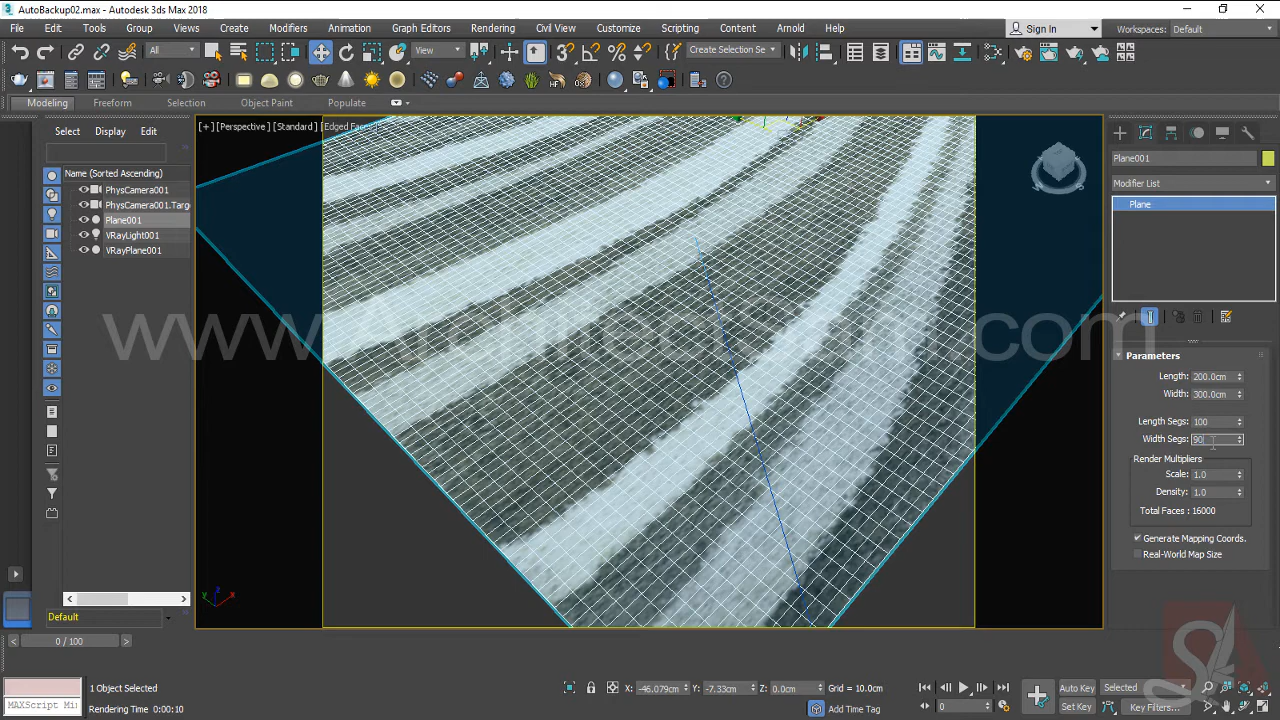 AutoBackup02.max - Autodesk 3ds Max 2018
File Edit Tools Group Views Create Modifiers Animation Graph Editors Rendering Civil View Customize Scripting Content Arnold Help Sign In Workspaces: Default
All View Create Selection Se
Modeling Freeform Selection Object Paint Populate
Select Display Edit
[+] [Perspective] [Standard] [Edged Faces]
Name (Sorted Ascending)
PhysCamera001
PhysCamera001.Targe
Plane001
VRayLight001
VRayPlane001
Plane001
Modifier List
Plane
Parameters
Length: 200.0cm
Width: 300.0cm
Length Segs: 100
Width Segs: 90
Render Multipliers
Scale: 1.0
Density: 1.0
Total Faces : 16000
Generate Mapping Coords.
Real-World Map Size
Default
0 / 100
1 Object Selected X: -46.079cm Y: -7.33cm Z: 0.0cm Grid = 10.0cm Auto Key Selected
MAXScript Mi Rendering Time: 0:00:10 Add Time Tag 0 Set Key Key Filters...